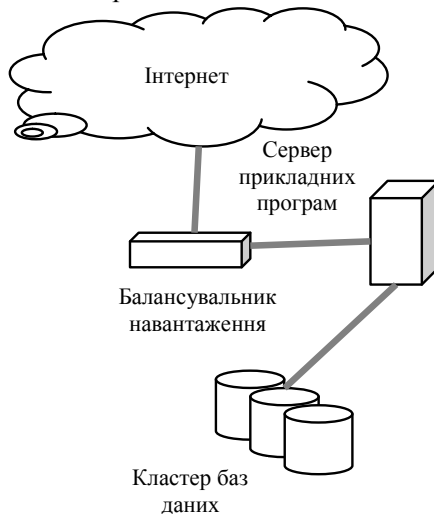 Інтернет
Сервер
прикладних
програм
Балансувальник
навантаження
Кластер баз
даних